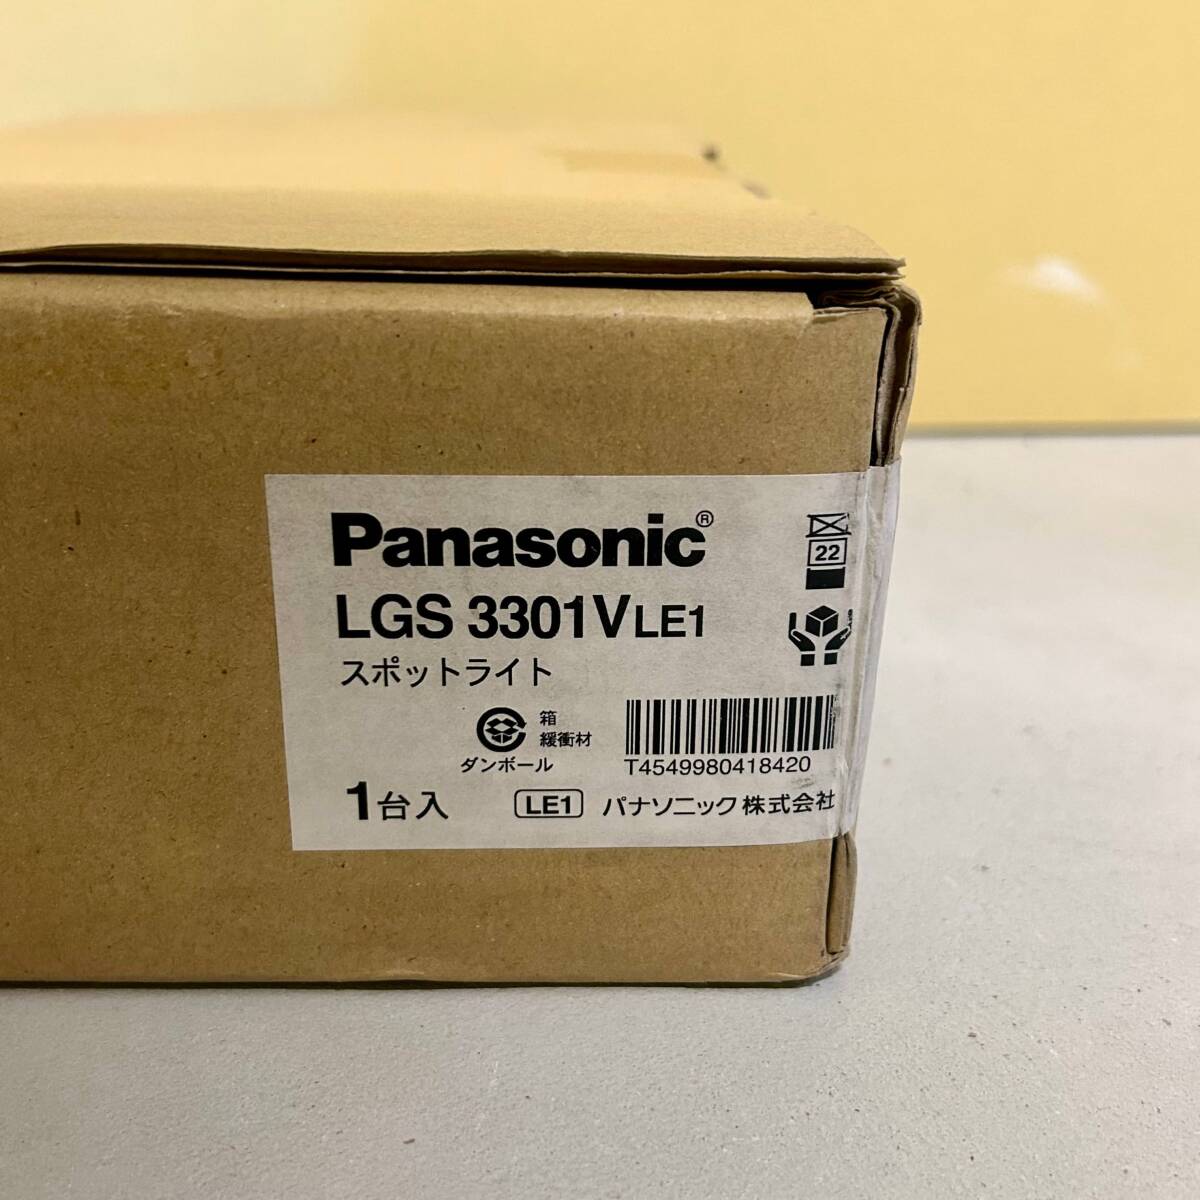 Panasonic®
LGS 3301VLE1
スポットライト
22
箱
緩衝材
ダンボール
T4549980418420
1台入
LE1
パナソニック株式会社